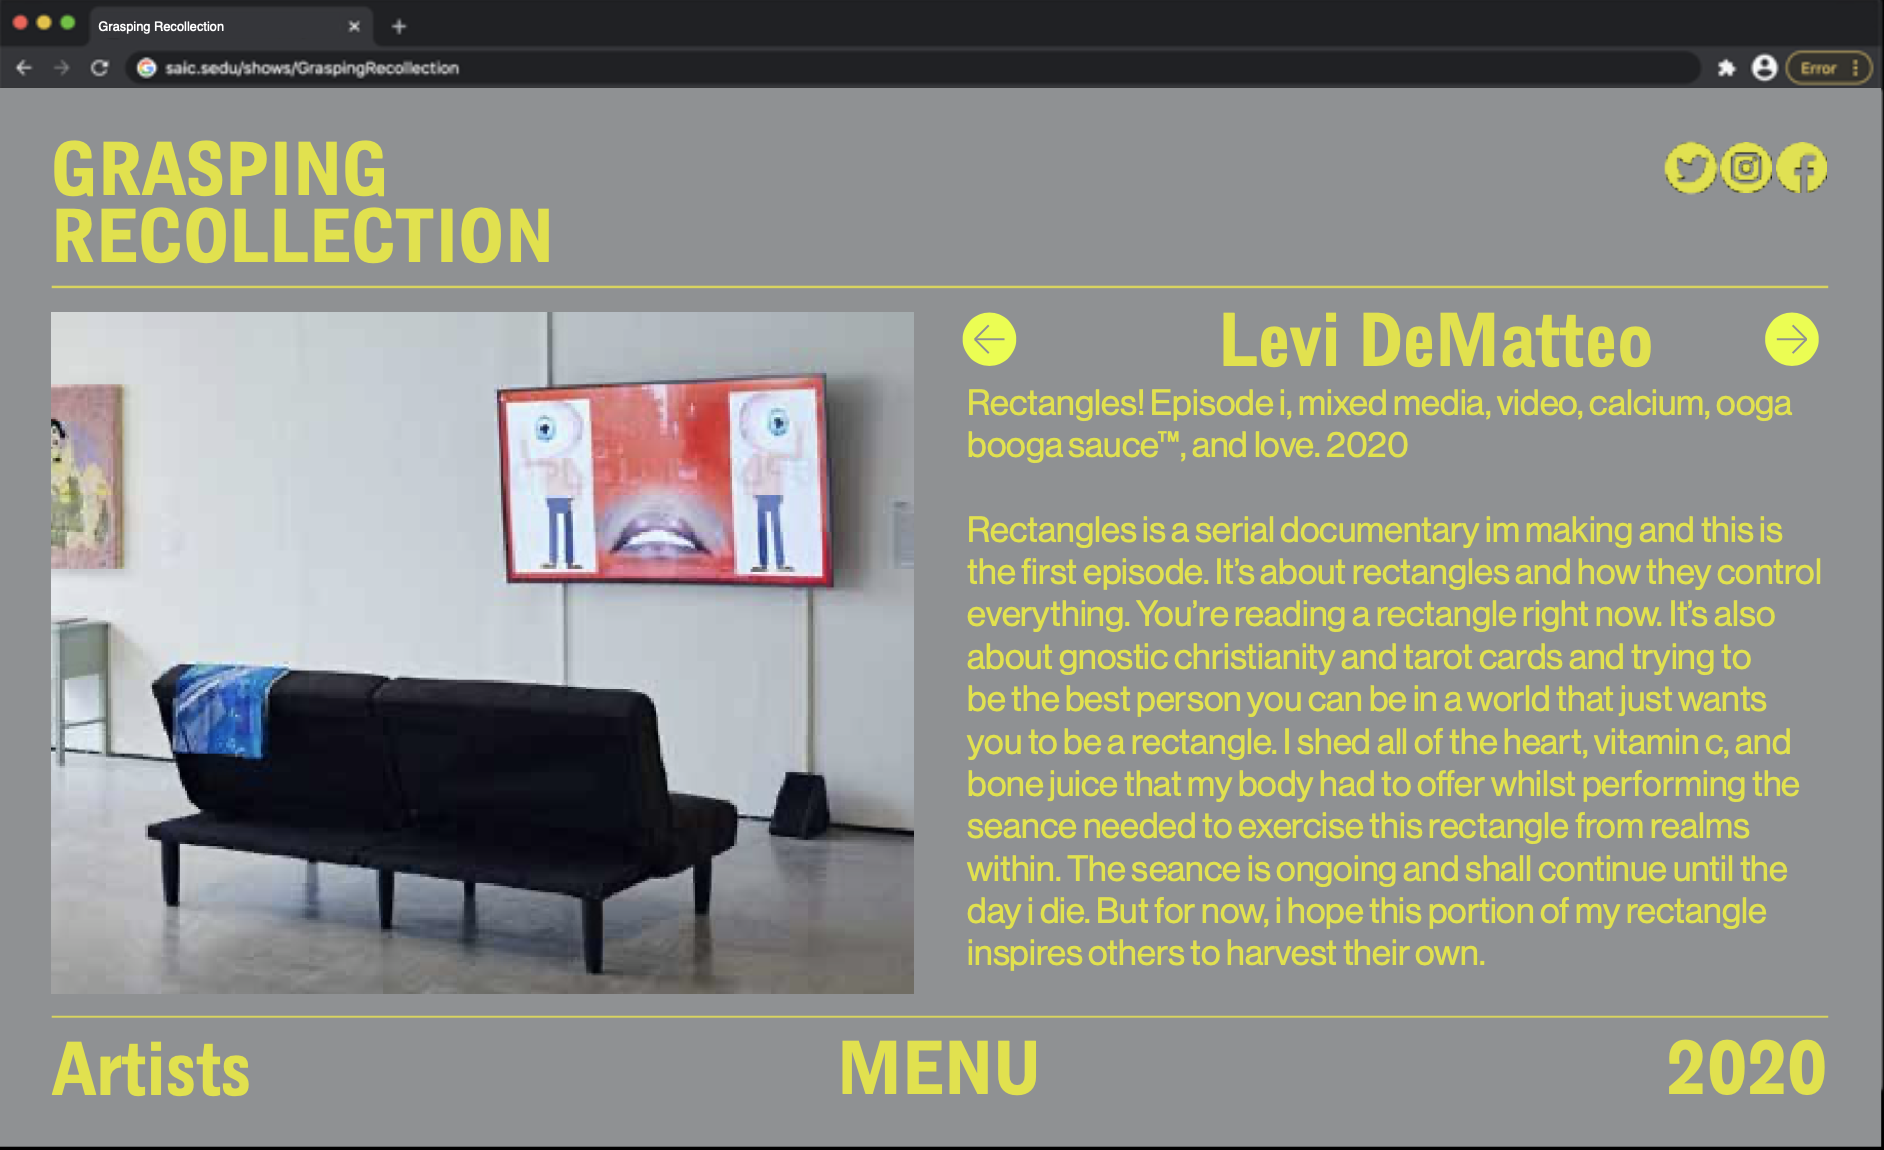 Grasping Recollection
saic.sedu/shows/GraspingRecollection
Error
GRASPING
RECOLLECTION
Levi DeMatteo
Rectangles! Episode i, mixed media, video, calcium, ooga
booga sauce™, and love. 2020
Rectangles is a serial documentary im making and this is
the first episode. It's about rectangles and how they control
everything. You're reading a rectangle right now. It's also
about gnostic christianity and tarot cards and trying to
be the best person you can be in a world that just wants
you to be a rectangle. I shed all of the heart, vitamin c, and
bone juice that my body had to offer whilst performing the
seance needed to exercise this rectangle from realms
within. The seance is ongoing and shall continue until the
day i die. But for now, i hope this portion of my rectangle
inspires others to harvest their own.
Artists
MENU
2020